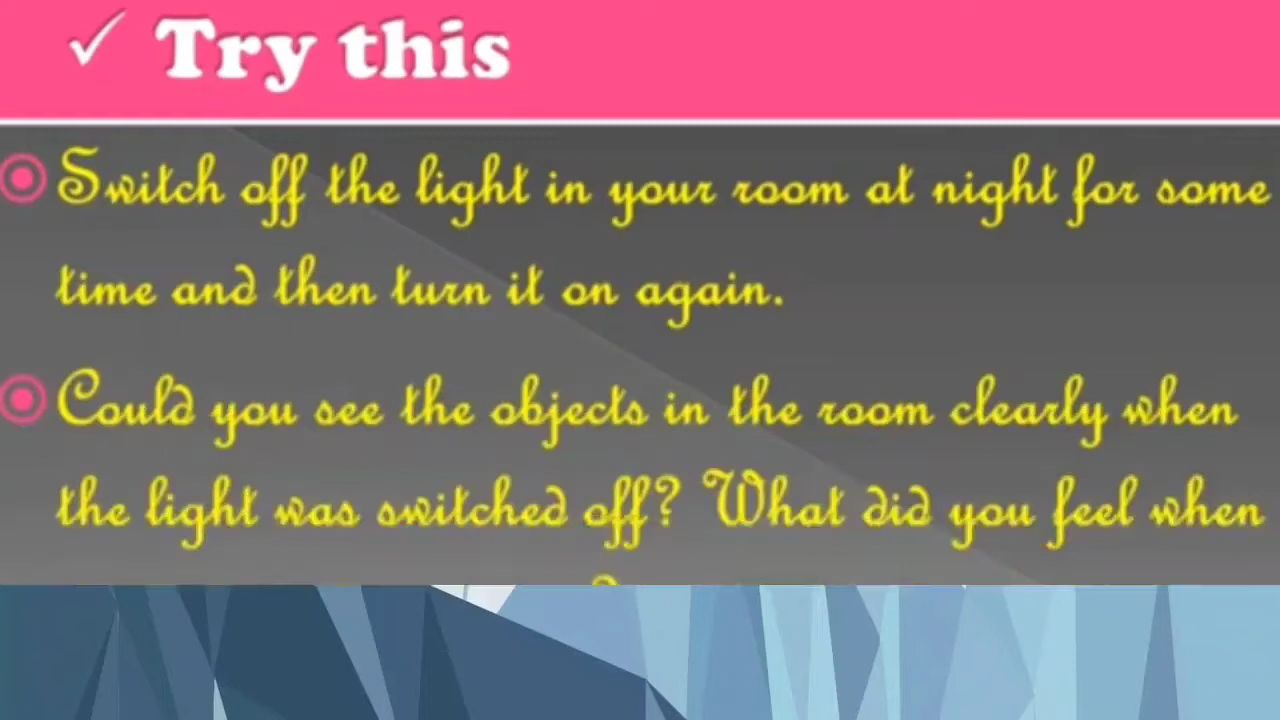 ✓ Try this
Switch off the light in your room at night for some
time and then turn it on again.
Could you see the objects in the room clearly when
the light was switched off? What did you feel when